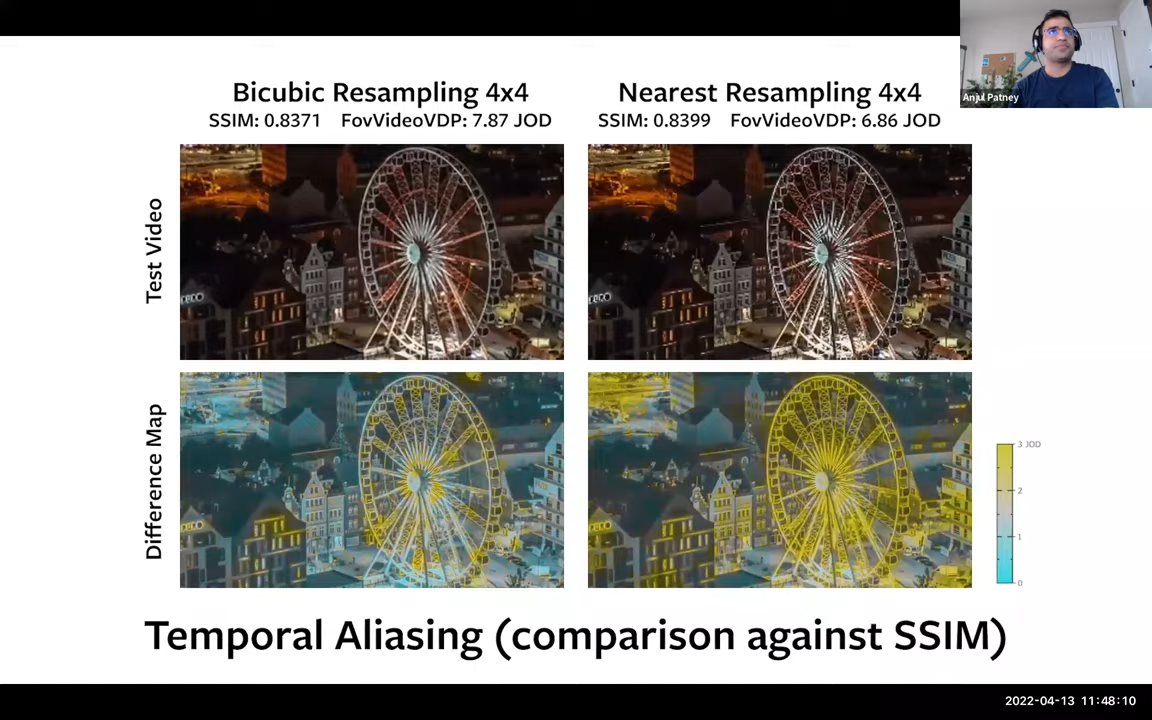 Anjul Patney
Bicubic Resampling 4x4
SSIM: 0.8371 FovVideoVDP: 7.87 JOD
Nearest Resampling 4x4
SSIM: 0.8399 FovVideoVDP: 6.86 JOD
Test Video
Difference Map
3 JOD
2
1
0
Temporal Aliasing (comparison against SSIM)
2022-04-13 11:48:10